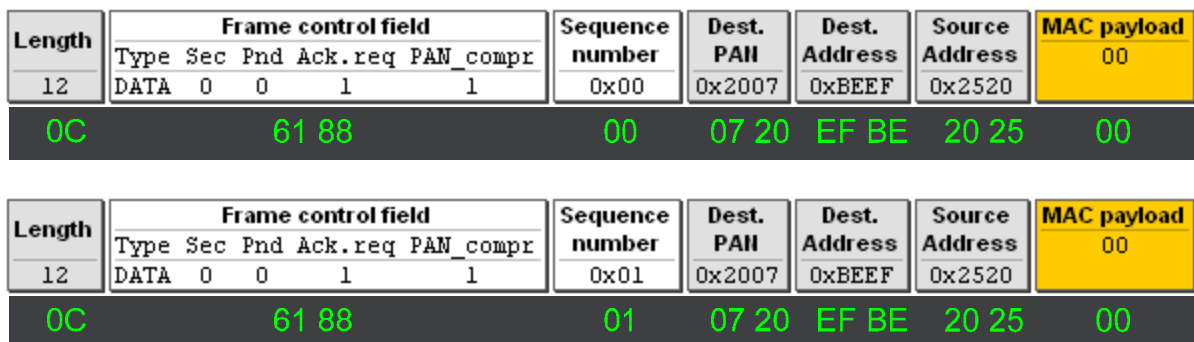 Length Frame control field Sequence number Dest. PAN Dest. Address Source Address MAC payload
Type Sec Pnd Ack.req PAN_compr 00
12 DATA 0 0 1 1 0x00 0x2007 0xBEEF 0x2520
0C 61 88 00 07 20 EF BE 20 25 00
Length Frame control field Sequence number Dest. PAN Dest. Address Source Address MAC payload
Type Sec Pnd Ack.req PAN_compr 00
12 DATA 0 0 1 1 0x01 0x2007 0xBEEF 0x2520
0C 61 88 01 07 20 EF BE 20 25 00